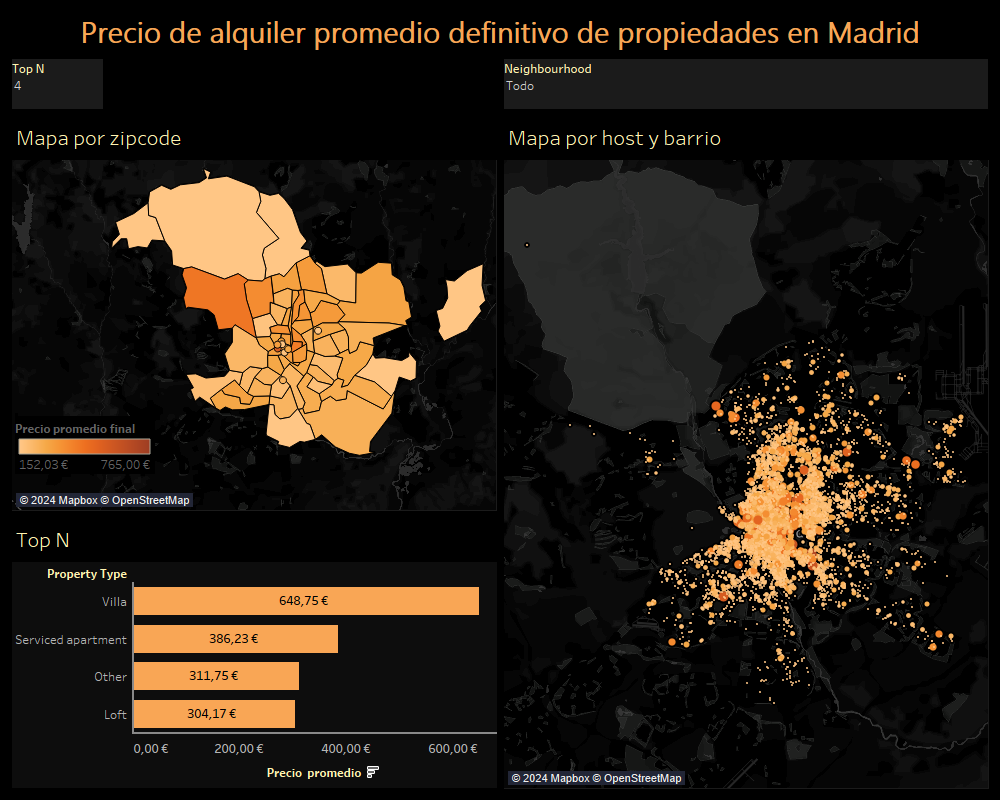 Precio de alquiler promedio definitivo de propiedades en Madrid
Top N
4
Neighbourhood
Todo
Mapa por zipcode
Precio promedio final
152,03 €
765,00 €
© 2024 Mapbox © OpenStreetMap
Mapa por host y barrio
© 2024 Mapbox © OpenStreetMap
Top N
Property Type
Villa
648,75 €
Serviced apartment
386,23 €
Other
311,75 €
Loft
304,17 €
0,00 €
200,00 €
400,00 €
600,00 €
Precio promedio